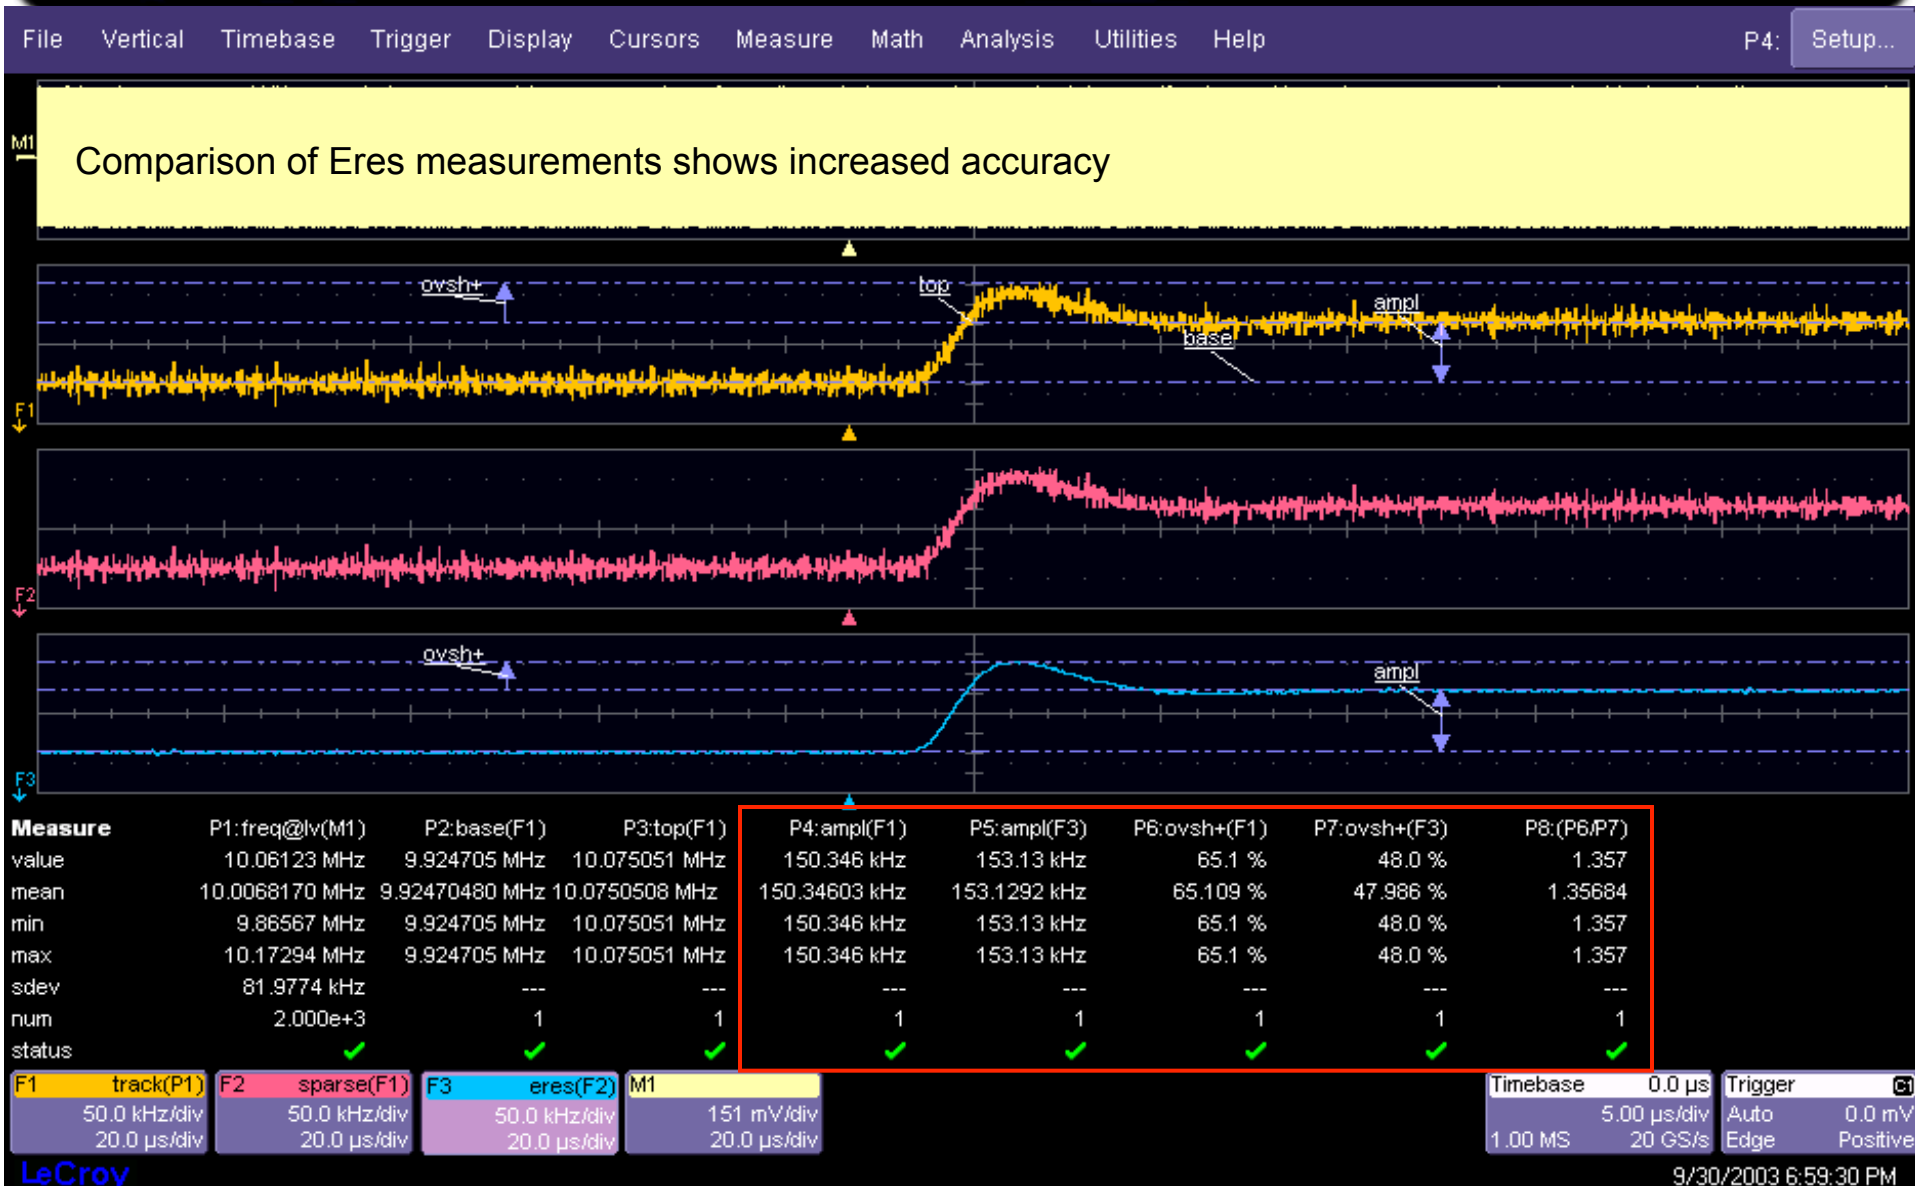 File Vertical Timebase Trigger Display Cursors Measure Math Analysis Utilities Help P4: Setup...
M1
Comparison of Eres measurements shows increased accuracy
ovsh+ top ampl
base
F1
F2
ovsh+ ampl
F3
Measure P1:freq@lv(M1) P2:base(F1) P3:top(F1) P4:ampl(F1) P5:ampl(F3) P6:ovsh+(F1) P7:ovsh+(F3) P8:(P6/P7)
value 10.06123 MHz 9.924705 MHz 10.075051 MHz 150.346 kHz 153.13 kHz 65.1 % 48.0 % 1.357
mean 10.0068170 MHz 9.92470480 MHz 10.0750508 MHz 150.34603 kHz 153.1292 kHz 65.109 % 47.986 % 1.35684
min 9.86567 MHz 9.924705 MHz 10.075051 MHz 150.346 kHz 153.13 kHz 65.1 % 48.0 % 1.357
max 10.17294 MHz 9.924705 MHz 10.075051 MHz 150.346 kHz 153.13 kHz 65.1 % 48.0 % 1.357
sdev 81.9774 kHz --- --- --- --- --- --- ---
num 2.000e+3 1 1 1 1 1 1 1
status
F1 track(P1) F2 sparse(F1) F3 eres(F2) M1 Timebase 0.0 µs Trigger C1
50.0 kHz/div 50.0 kHz/div 50.0 kHz/div 151 mV/div 5.00 µs/div Auto 0.0 mV
20.0 µs/div 20.0 µs/div 20.0 µs/div 20.0 µs/div 1.00 MS 20 GS/s Edge Positive
LeCroy 9/30/2003 6:59:30 PM